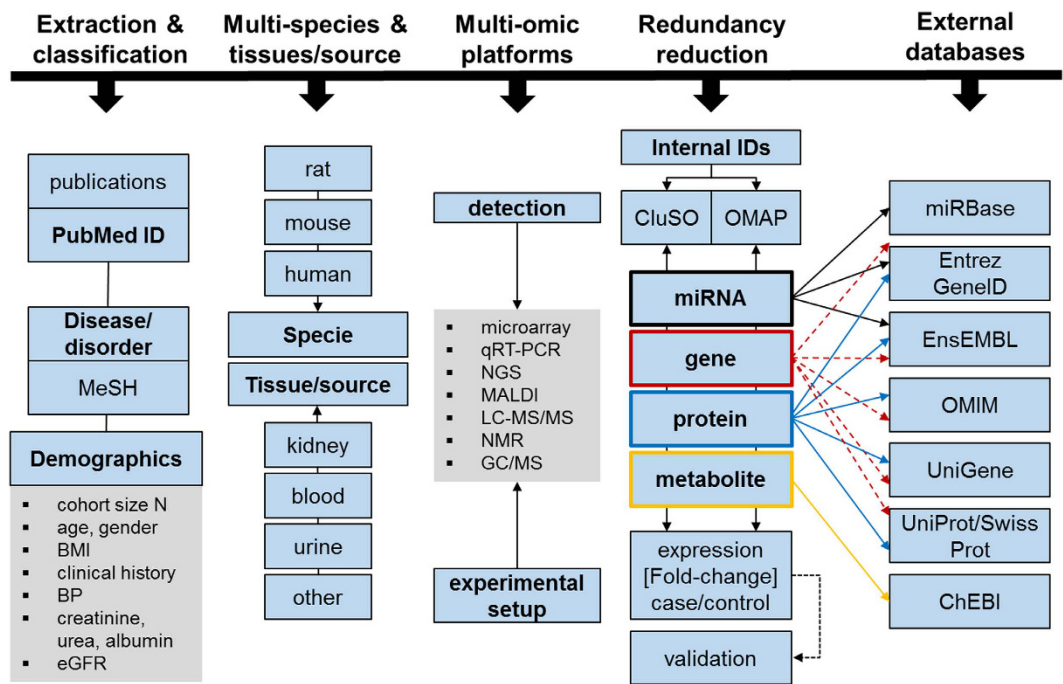 Extraction &
classification
Multi-species &
tissues/source
Multi-omic
platforms
Redundancy
reduction
External
databases
publications
PubMed ID
Disease/
disorder
MeSH
Demographics
▪ cohort size N
▪ age, gender
▪ BMI
▪ clinical history
▪ BP
▪ creatinine,
urea, albumin
▪ eGFR
rat
mouse
human
Specie
Tissue/source
kidney
blood
urine
other
detection
▪ microarray
▪ qRT-PCR
▪ NGS
▪ MALDI
▪ LC-MS/MS
▪ NMR
▪ GC/MS
experimental
setup
Internal IDs
CluSO
OMAP
miRNA
gene
protein
metabolite
expression
[Fold-change]
case/control
validation
miRBase
Entrez
GeneID
EnsEMBL
OMIM
UniGene
UniProt/Swiss
Prot
ChEBI